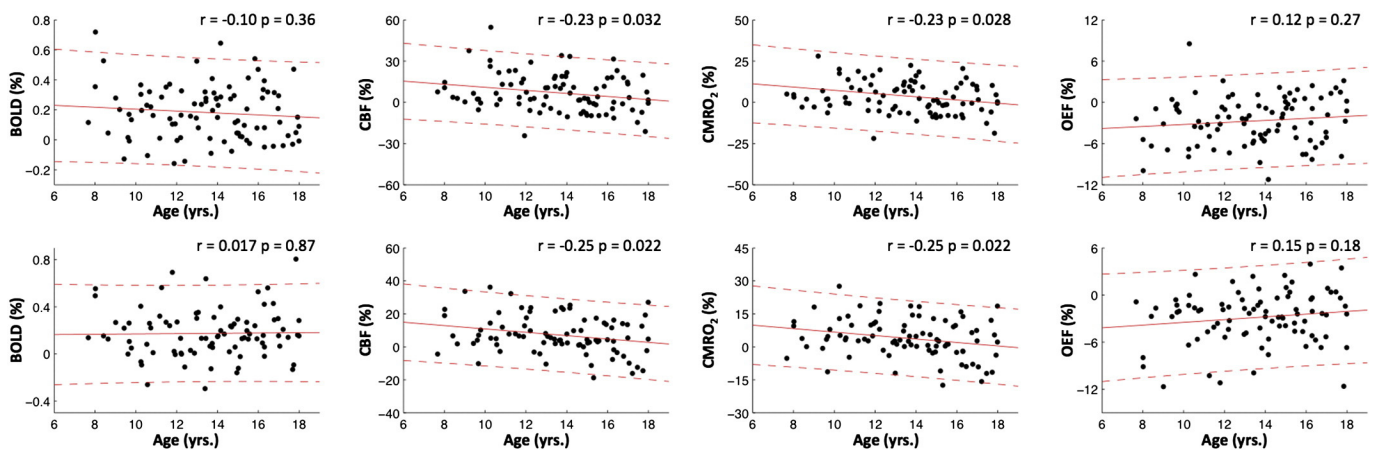 r = -0.10 p = 0.36
BOLD (%)
0.8
0.6
0.4
0.2
0
−0.2
6 8 10 12 14 16 18
Age (yrs.)
r = -0.23 p = 0.032
CBF (%)
60
30
0
−30
−60
6 8 10 12 14 16 18
Age (yrs.)
r = -0.23 p = 0.028
CMRO₂ (%)
50
25
0
−25
−50
6 8 10 12 14 16 18
Age (yrs.)
r = 0.12 p = 0.27
OEF (%)
12
6
0
−6
−12
6 8 10 12 14 16 18
Age (yrs.)
r = 0.017 p = 0.87
BOLD (%)
0.8
0.4
0
−0.4
6 8 10 12 14 16 18
Age (yrs.)
r = -0.25 p = 0.022
CBF (%)
60
40
20
0
−20
−40
6 8 10 12 14 16 18
Age (yrs.)
r = -0.25 p = 0.022
CMRO₂ (%)
45
30
15
0
−15
−30
6 8 10 12 14 16 18
Age (yrs.)
r = 0.15 p = 0.18
OEF (%)
6
0
−6
−12
6 8 10 12 14 16 18
Age (yrs.)